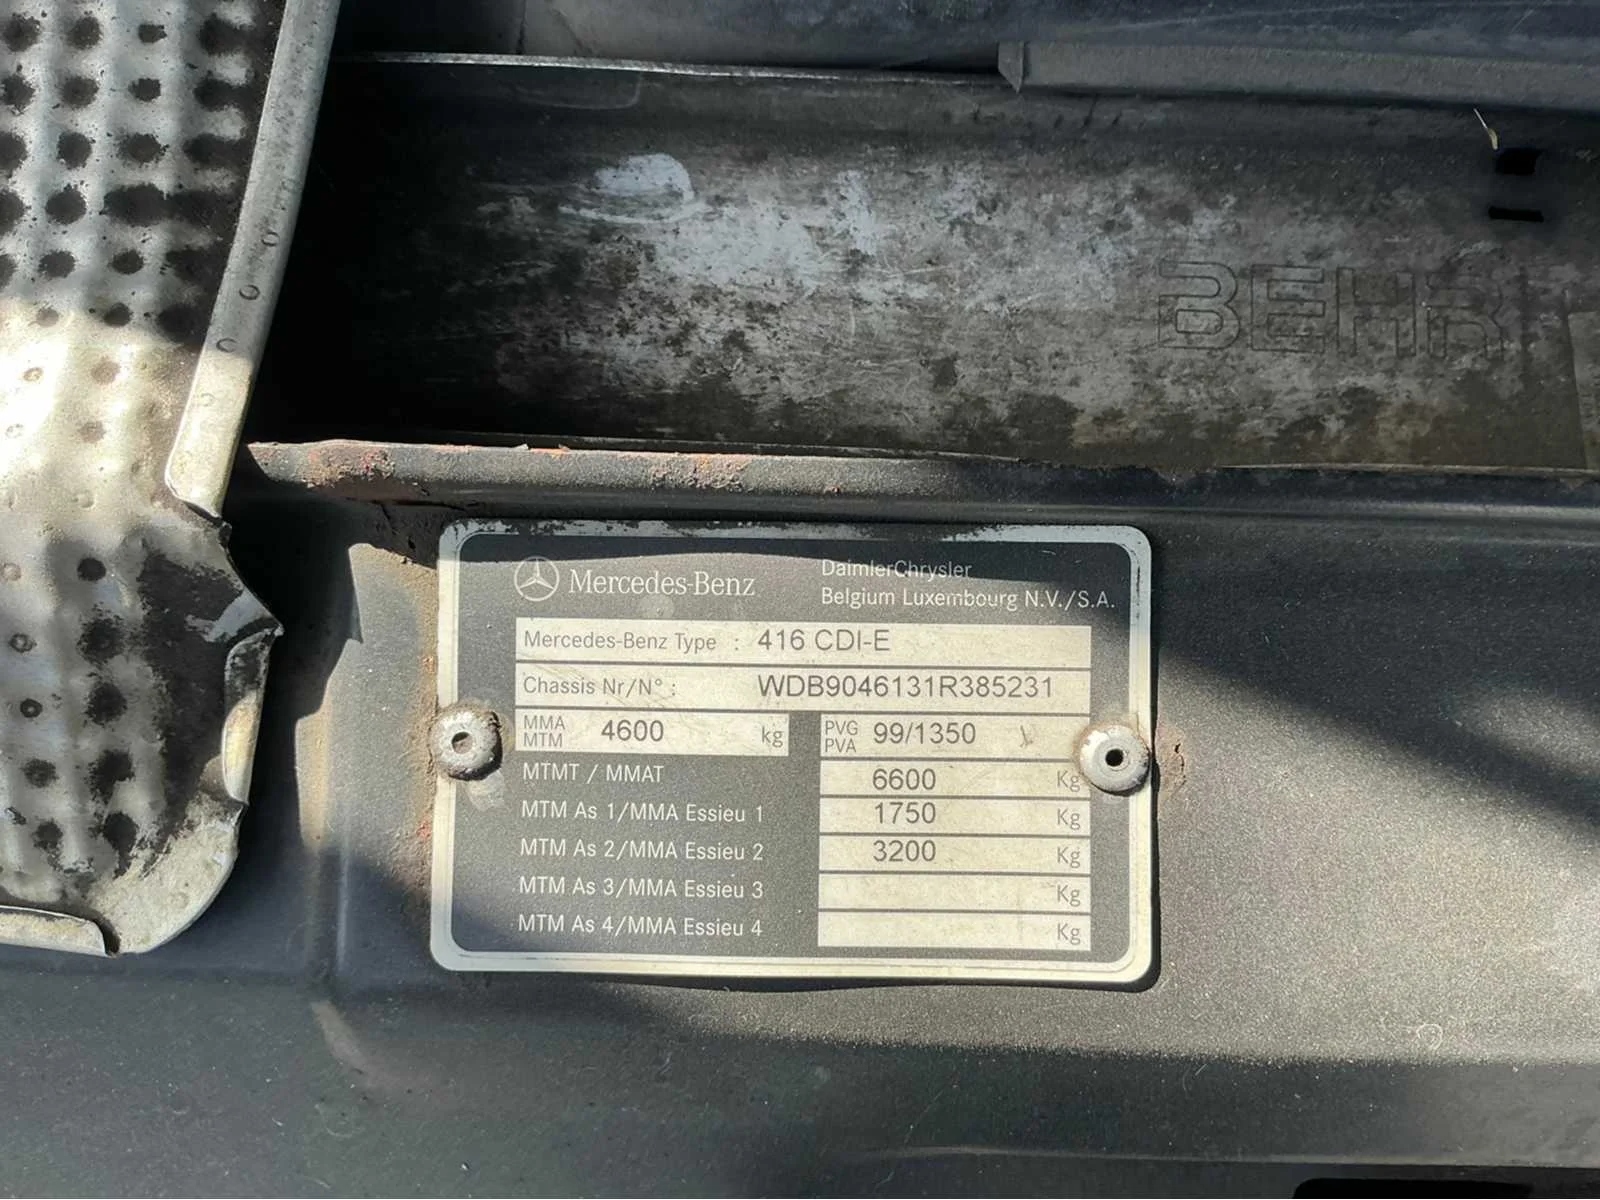 BEHR
Mercedes-Benz
DaimlerChrysler
Belgium Luxembourg N.V./S.A.
Mercedes-Benz Type : 416 CDI-E
Chassis Nr/N° : WDB9046131R385231
MMA MTM 4600 kg PVG PVA 99/1350
MTMT / MMAT 6600 Kg
MTM As 1/MMA Essieu 1 1750 Kg
MTM As 2/MMA Essieu 2 3200 Kg
MTM As 3/MMA Essieu 3 Kg
MTM As 4/MMA Essieu 4 Kg